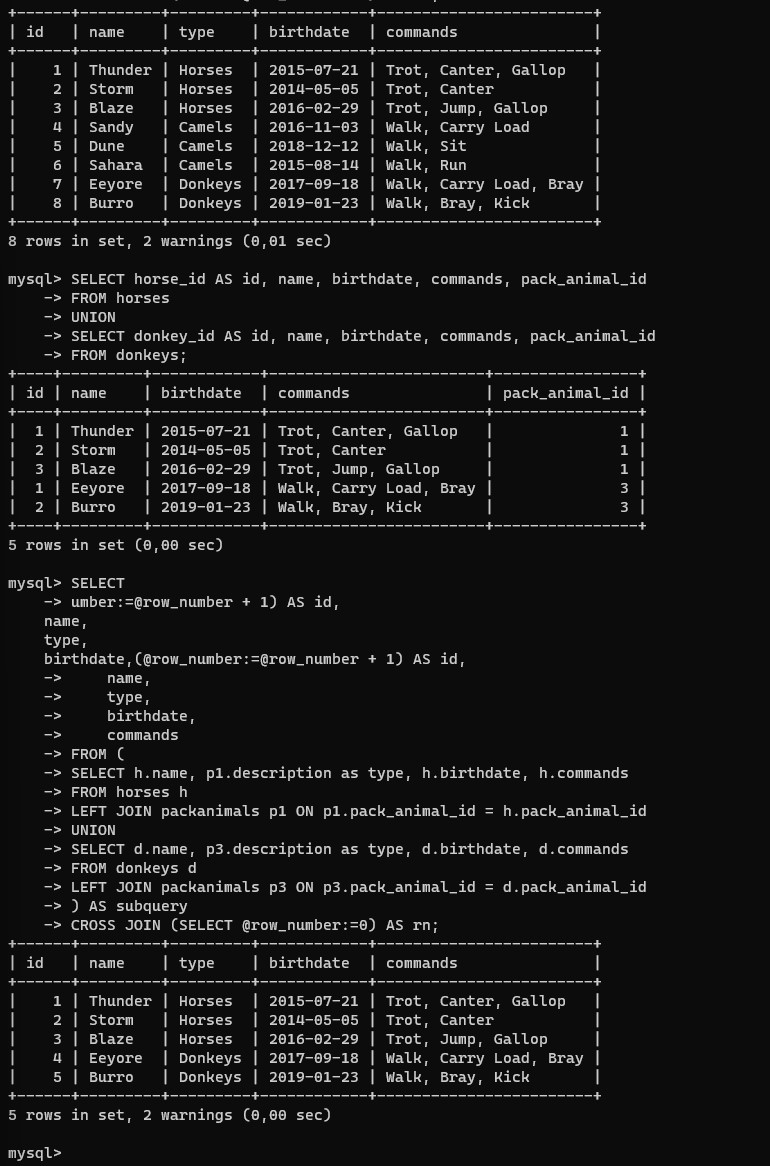 +------+---------+---------+------------+------------------------+
| id   | name    | type    | birthdate  | commands               |
+------+---------+---------+------------+------------------------+
|    1 | Thunder | Horses  | 2015-07-21 | Trot, Canter, Gallop   |
|    2 | Storm   | Horses  | 2014-05-05 | Trot, Canter           |
|    3 | Blaze   | Horses  | 2016-02-29 | Trot, Jump, Gallop     |
|    4 | Sandy   | Camels  | 2016-11-03 | Walk, Carry Load       |
|    5 | Dune    | Camels  | 2018-12-12 | Walk, Sit              |
|    6 | Sahara  | Camels  | 2015-08-14 | Walk, Run              |
|    7 | Eeyore  | Donkeys | 2017-09-18 | Walk, Carry Load, Bray |
|    8 | Burro   | Donkeys | 2019-01-23 | Walk, Bray, Kick       |
+------+---------+---------+------------+------------------------+
8 rows in set, 2 warnings (0,01 sec)

mysql> SELECT horse_id AS id, name, birthdate, commands, pack_animal_id
    -> FROM horses
    -> UNION
    -> SELECT donkey_id AS id, name, birthdate, commands, pack_animal_id
    -> FROM donkeys;
+----+---------+------------+------------------------+----------------+
| id | name    | birthdate  | commands               | pack_animal_id |
+----+---------+------------+------------------------+----------------+
|  1 | Thunder | 2015-07-21 | Trot, Canter, Gallop   |              1 |
|  2 | Storm   | 2014-05-05 | Trot, Canter           |              1 |
|  3 | Blaze   | 2016-02-29 | Trot, Jump, Gallop     |              1 |
|  1 | Eeyore  | 2017-09-18 | Walk, Carry Load, Bray |              3 |
|  2 | Burro   | 2019-01-23 | Walk, Bray, Kick       |              3 |
+----+---------+------------+------------------------+----------------+
5 rows in set (0,00 sec)

mysql> SELECT
    -> umber:=@row_number + 1) AS id,
    name,
    type,
    birthdate,(@row_number:=@row_number + 1) AS id,
    ->     name,
    ->     type,
    ->     birthdate,
    ->     commands
    -> FROM (
    -> SELECT h.name, p1.description as type, h.birthdate, h.commands
    -> FROM horses h
    -> LEFT JOIN packanimals p1 ON p1.pack_animal_id = h.pack_animal_id
    -> UNION
    -> SELECT d.name, p3.description as type, d.birthdate, d.commands
    -> FROM donkeys d
    -> LEFT JOIN packanimals p3 ON p3.pack_animal_id = d.pack_animal_id
    -> ) AS subquery
    -> CROSS JOIN (SELECT @row_number:=0) AS rn;
+------+---------+---------+------------+------------------------+
| id   | name    | type    | birthdate  | commands               |
+------+---------+---------+------------+------------------------+
|    1 | Thunder | Horses  | 2015-07-21 | Trot, Canter, Gallop   |
|    2 | Storm   | Horses  | 2014-05-05 | Trot, Canter           |
|    3 | Blaze   | Horses  | 2016-02-29 | Trot, Jump, Gallop     |
|    4 | Eeyore  | Donkeys | 2017-09-18 | Walk, Carry Load, Bray |
|    5 | Burro   | Donkeys | 2019-01-23 | Walk, Bray, Kick       |
+------+---------+---------+------------+------------------------+
5 rows in set, 2 warnings (0,00 sec)

mysql>